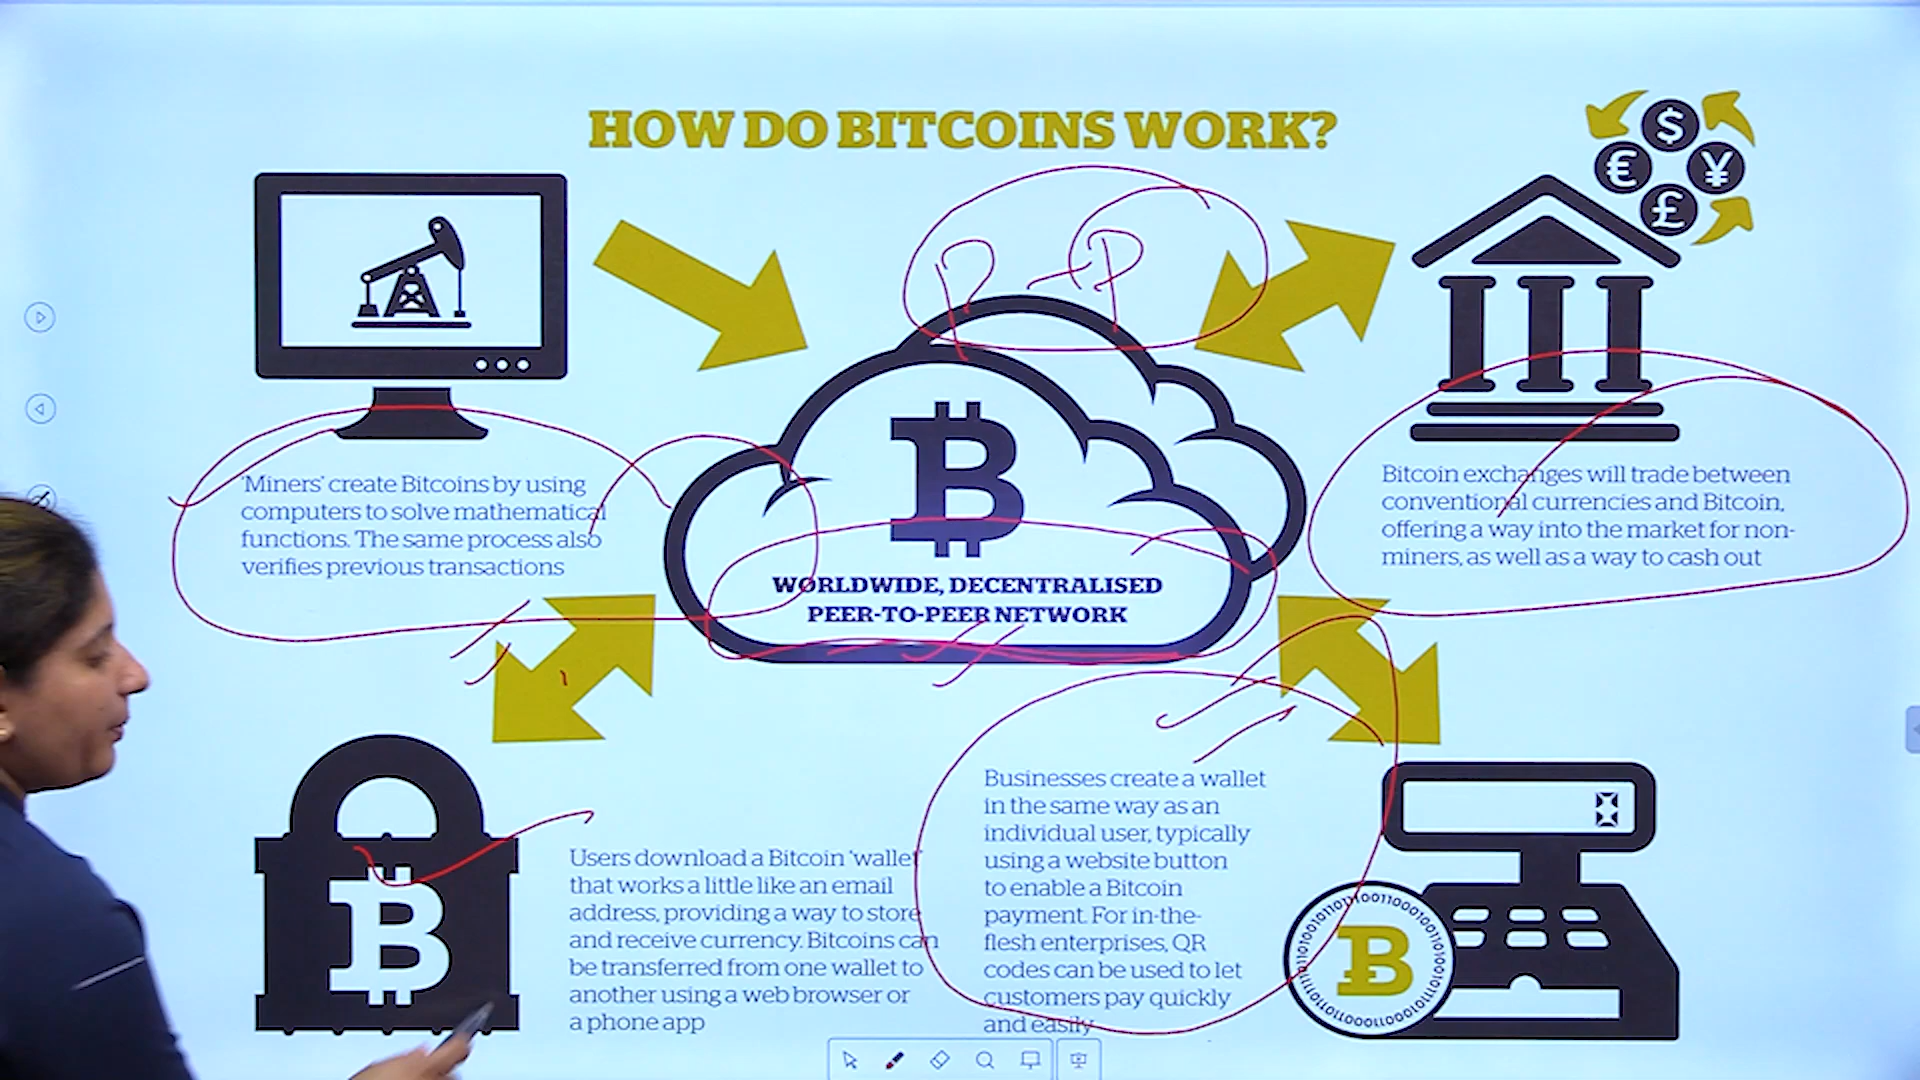 HOW DO BITCOINS WORK?
$
€ ¥
£
P-P
'Miners' create Bitcoins by using
computers to solve mathematical
functions. The same process also
verifies previous transactions
WORLDWIDE, DECENTRALISED
PEER-TO-PEER NETWORK
Bitcoin exchanges will trade between
conventional currencies and Bitcoin,
offering a way into the market for non-
miners, as well as a way to cash out
Users download a Bitcoin 'wallet'
that works a little like an email
address, providing a way to store
and receive currency. Bitcoins can
be transferred from one wallet to
another using a web browser or
a phone app
Businesses create a wallet
in the same way as an
individual user, typically
using a website button
to enable a Bitcoin
payment. For in-the-
flesh enterprises, QR
codes can be used to let
customers pay quickly
and easily